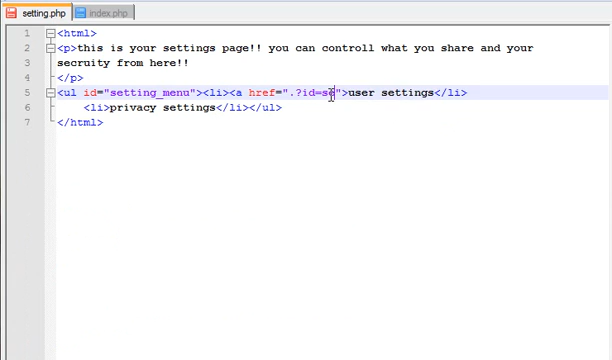 setting.php index.php
1 <html>
2 <p>this is your settings page!! you can controll what you share and your
3 secruity from here!!
4 </p>
5 <ul id="setting_menu"><li><a href=".?id=se">user settings</li>
6 <li>privacy settings</li></ul>
7 </html>